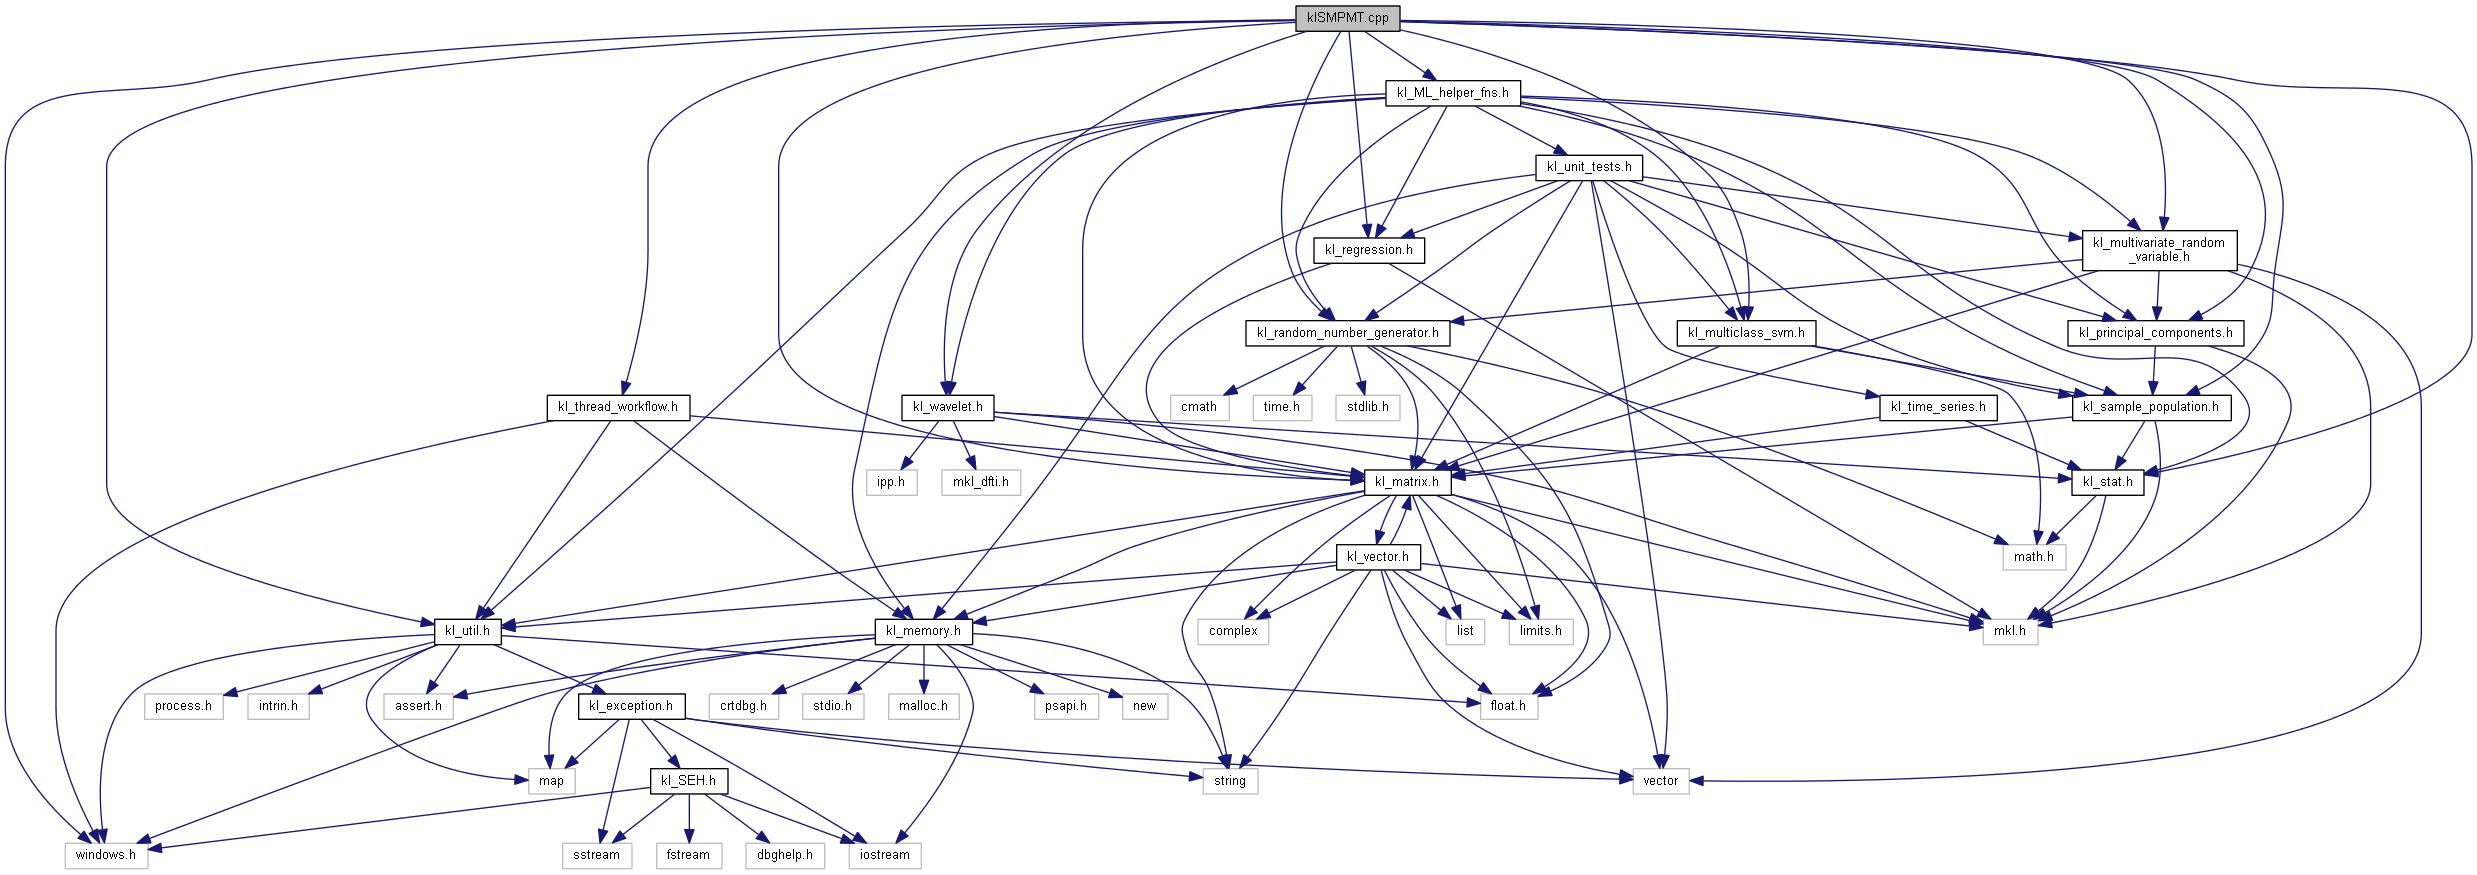 klSMPMT.cpp
kl_ML_helper_fns.h
kl_unit_tests.h
kl_regression.h
kl_multivariate_random
_variable.h
kl_random_number_generator.h
kl_multiclass_svm.h
kl_principal_components.h
kl_thread_workflow.h
kl_wavelet.h
cmath
time.h
stdlib.h
kl_time_series.h
kl_sample_population.h
ipp.h
mkl_dfti.h
kl_matrix.h
kl_stat.h
kl_vector.h
math.h
kl_util.h
kl_memory.h
complex
list
limits.h
mkl.h
process.h
intrin.h
assert.h
kl_exception.h
crtdbg.h
stdio.h
malloc.h
psapi.h
new
float.h
map
kl_SEH.h
string
vector
windows.h
sstream
fstream
dbghelp.h
iostream